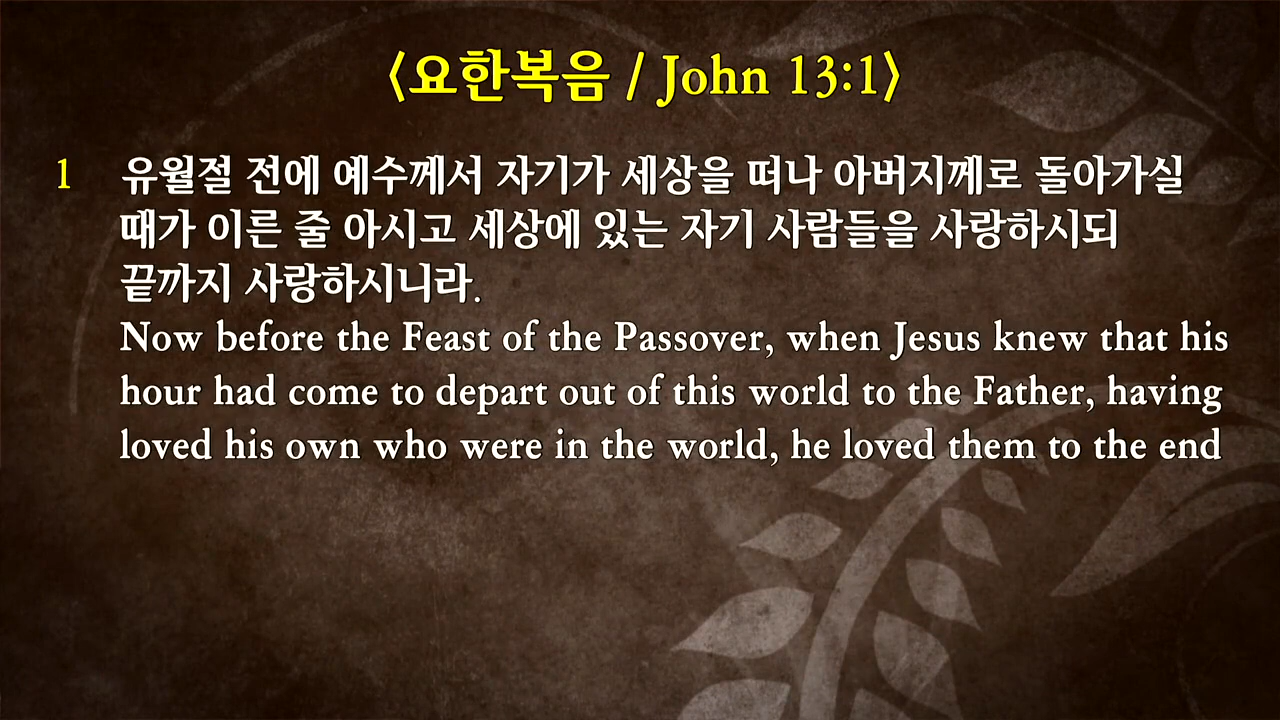 〈요한복음 / John 13:1〉
1 유월절 전에 예수께서 자기가 세상을 떠나 아버지께로 돌아가실
때가 이른 줄 아시고 세상에 있는 자기 사람들을 사랑하시되
끝까지 사랑하시니라.
Now before the Feast of the Passover, when Jesus knew that his
hour had come to depart out of this world to the Father, having
loved his own who were in the world, he loved them to the end